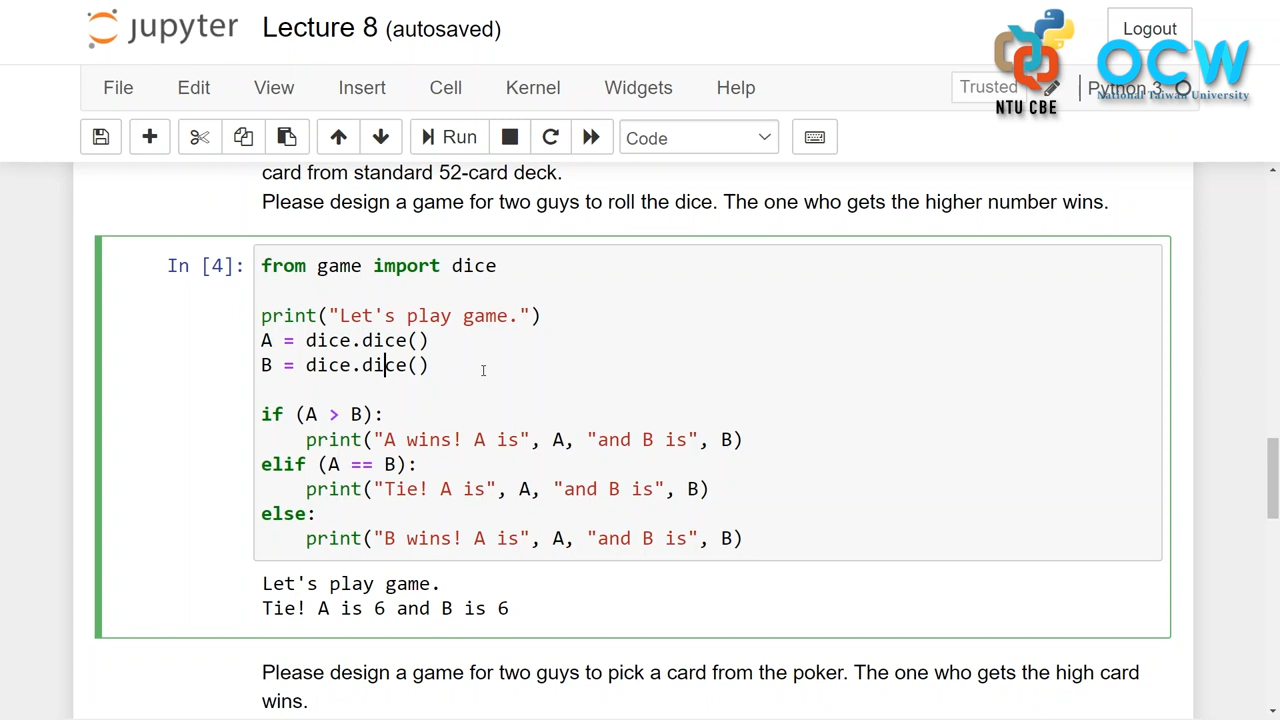 jupyter Lecture 8 (autosaved)
Logout
NTU CBE
OCW
National Taiwan University
File Edit View Insert Cell Kernel Widgets Help
Trusted
Python 3
Run
Code
card from standard 52-card deck.
Please design a game for two guys to roll the dice. The one who gets the higher number wins.
In [4]:
from game import dice
print("Let's play game.")
A = dice.dice()
B = dice.dice()
if (A > B):
    print("A wins! A is", A, "and B is", B)
elif (A == B):
    print("Tie! A is", A, "and B is", B)
else:
    print("B wins! A is", A, "and B is", B)
Let's play game.
Tie! A is 6 and B is 6
Please design a game for two guys to pick a card from the poker. The one who gets the high card
wins.